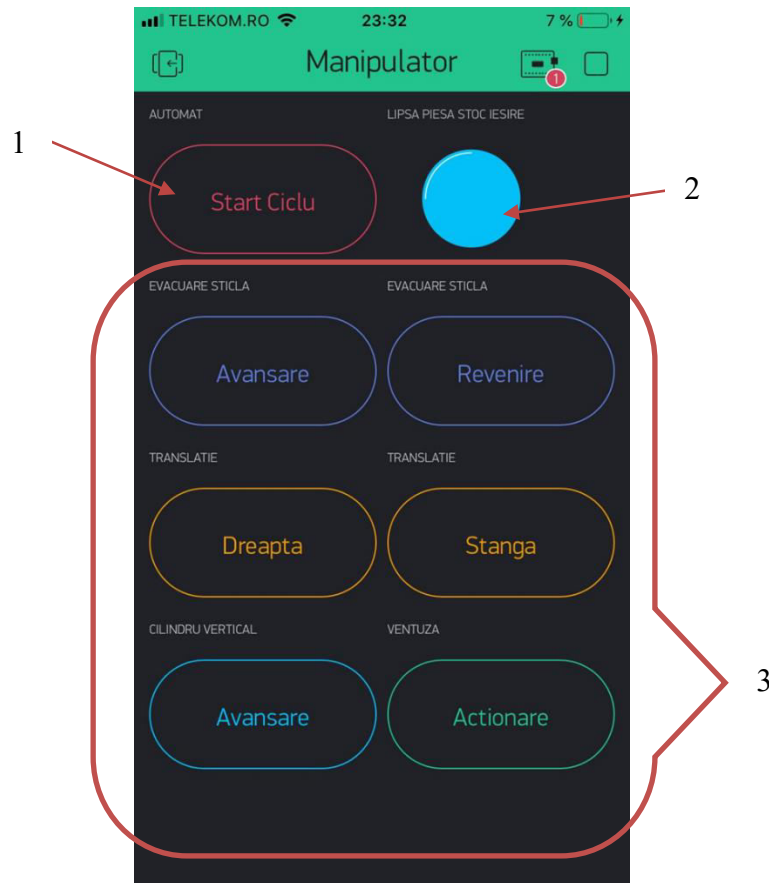 TELEKOM.RO 23:32 7 %
Manipulator 1
AUTOMAT LIPSA PIESA STOC IESIRE
1
Start Ciclu
2
EVACUARE STICLA EVACUARE STICLA
Avansare Revenire
TRANSLATIE TRANSLATIE
Dreapta Stanga
CILINDRU VERTICAL VENTUZA
3
Avansare Actionare